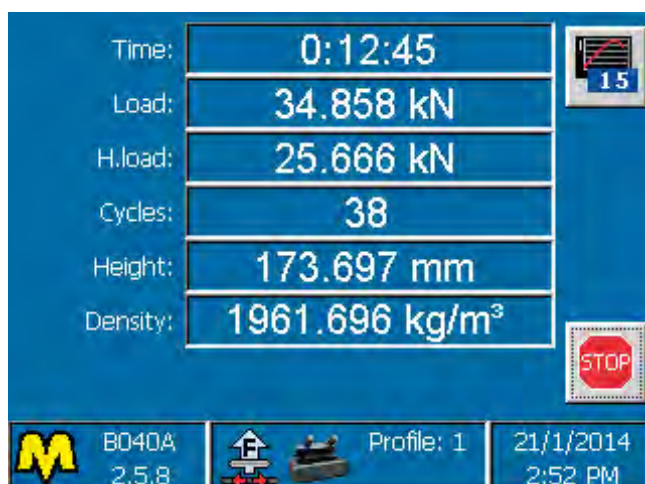 Time: 0:12:45
15
Load: 34.858 kN
H.load: 25.666 kN
Cycles: 38
Height: 173.697 mm
Density: 1961.696 kg/m³
STOP
B040A
2.5.8
F
Profile: 1
21/1/2014
2:52 PM